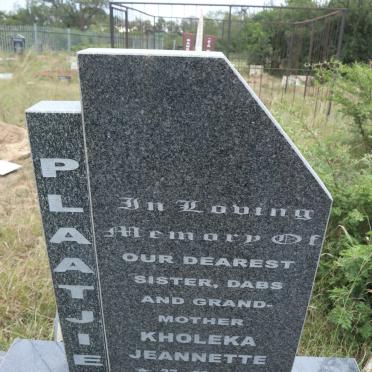 PLAATJIE
In Loving
Memory Of
OUR DEAREST
SISTER, DABS
AND GRAND-
MOTHER
KHOLEKA
JEANNETTE